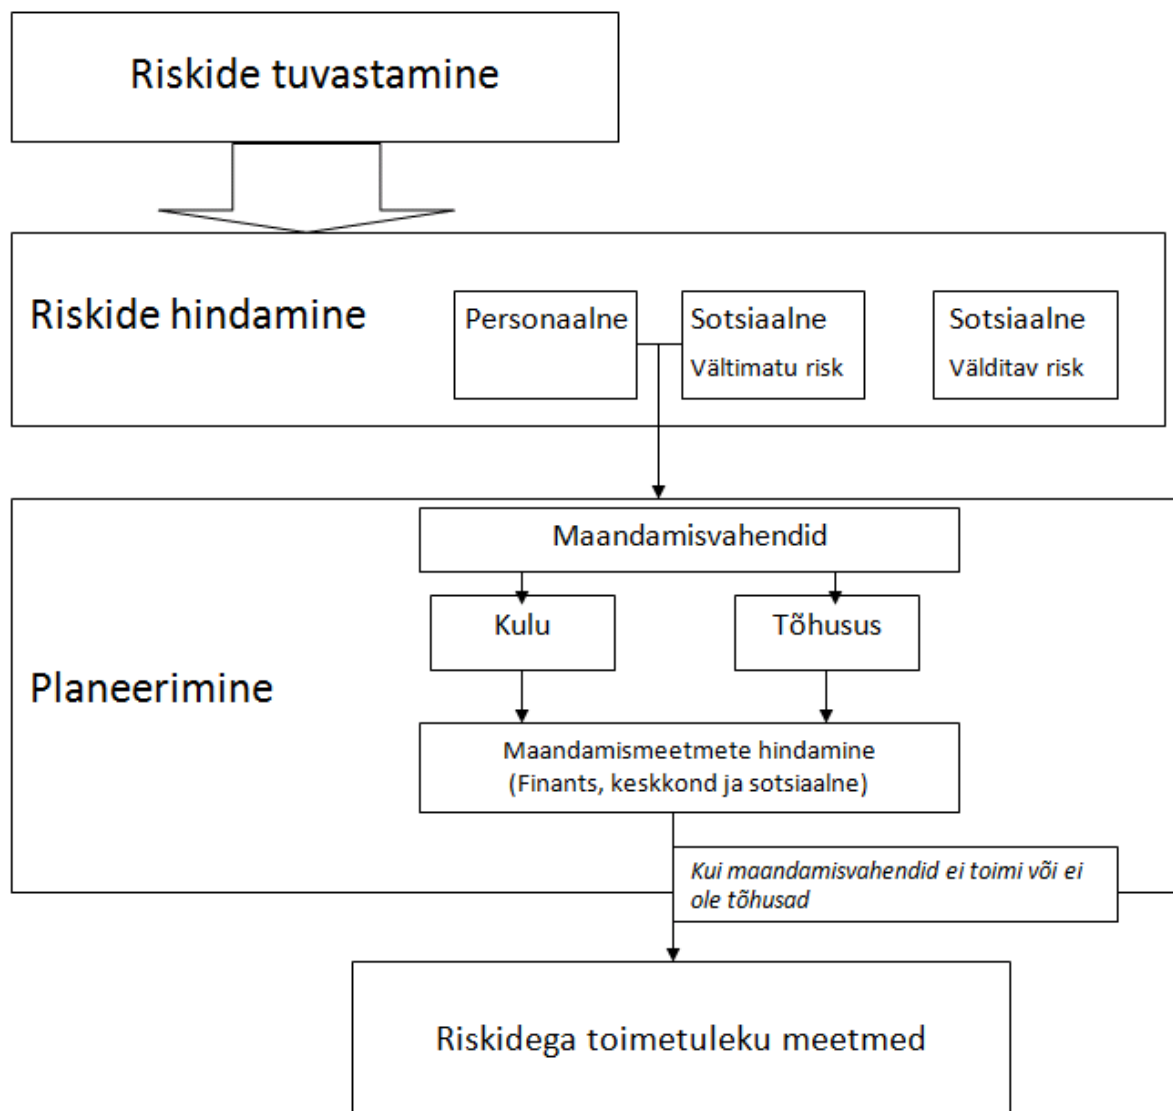 Riskide tuvastamine
Riskide hindamine
Personaalne
Sotsiaalne
Vältimatu risk
Sotsiaalne
Välditav risk
Planeerimine
Maandamisvahendid
Kulu
Tõhusus
Maandamismeetmete hindamine
(Finants, keskkond ja sotsiaalne)
Kui maandamisvahendid ei toimi või ei
ole tõhusad
Riskidega toimetuleku meetmed